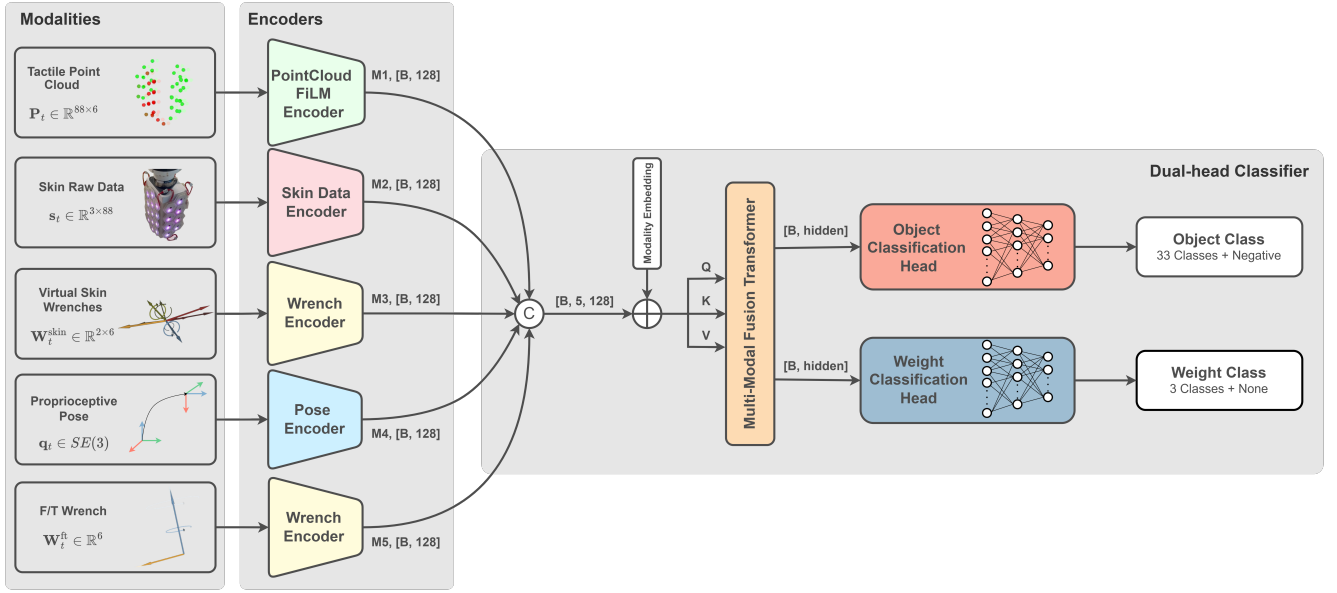 Modalities
Tactile Point
Cloud
P_t ∈ ℝ^{88×6}
Skin Raw Data
s_t ∈ ℝ^{3×88}
Virtual Skin
Wrenches
W_t^{skin} ∈ ℝ^{2×6}
Proprioceptive
Pose
q_t ∈ SE(3)
F/T Wrench
W_t^{ft} ∈ ℝ^6
Encoders
PointCloud
FiLM
Encoder
M1, [B, 128]
Skin Data
Encoder
M2, [B, 128]
Wrench
Encoder
M3, [B, 128]
Pose
Encoder
M4, [B, 128]
Wrench
Encoder
M5, [B, 128]
C
[B, 5, 128]
Dual-head Classifier
Modality Embedding
Q
K
V
Multi-Modal Fusion Transformer
[B, hidden]
Object
Classification
Head
Object Class
33 Classes + Negative
[B, hidden]
Weight
Classification
Head
Weight Class
3 Classes + None